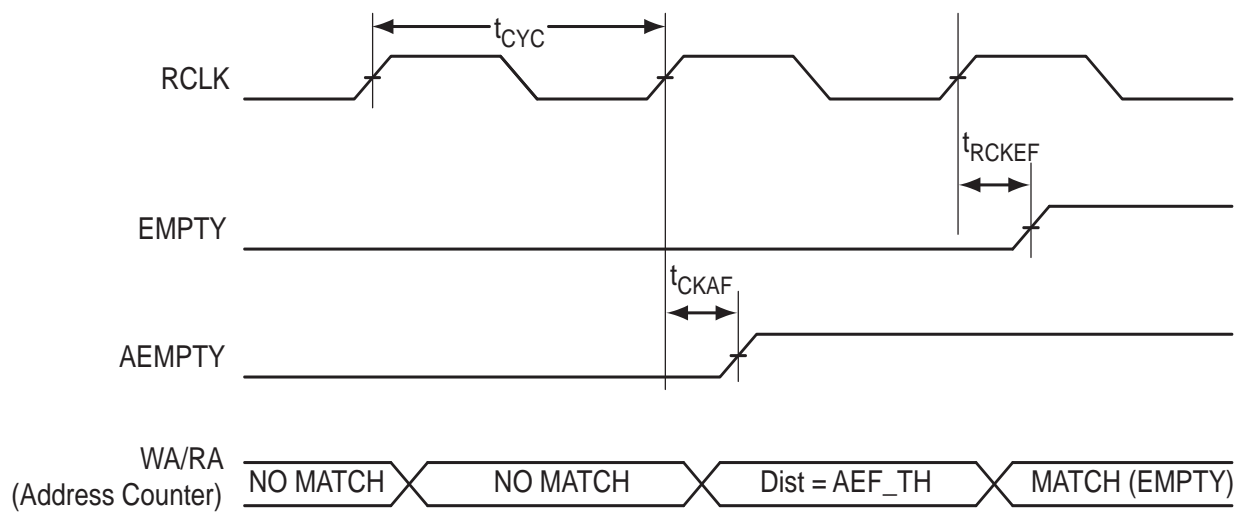 tCYC
RCLK
tRCKEF
EMPTY
tCKAF
AEMPTY
WA/RA
(Address Counter)
NO MATCH
NO MATCH
Dist = AEF_TH
MATCH (EMPTY)